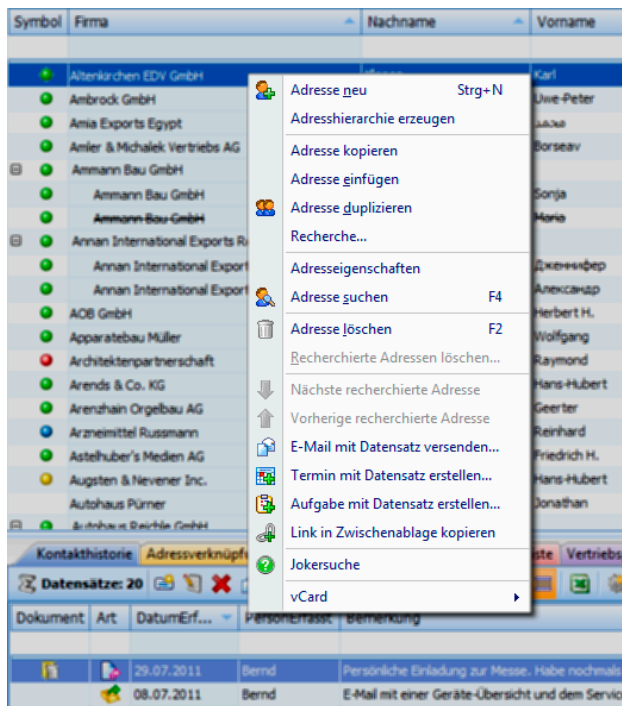 Symbol Firma Nachname Vorname
Altenkirchen EDV GmbH Karl
Ambrock GmbH Uwe-Peter
Amia Exports Egypt
Amler & Michalek Vertriebs AG Borseav
Ammann Bau GmbH
Ammann Bau GmbH Sonja
Ammann Bau GmbH Maria
Annan International Exports R
Annan International Export Дженнифер
Annan International Export Александр
AOB GmbH Herbert H.
Apparatebau Müller Wolfgang
Architektenpartnerschaft Raymond
Arends & Co. KG Hans-Hubert
Arenzhain Orgelbau AG Geerter
Arzneimittel Russmann Reinhard
Astelhuber's Medien AG Friedrich H.
Augsten & Nevener Inc. Hans-Hubert
Autohaus Pürner Jonathan
Autohaus Reichle GmbH
Adresse neu Strg+N
Adresshierarchie erzeugen
Adresse kopieren
Adresse einfügen
Adresse duplizieren
Recherche...
Adresseigenschaften
Adresse suchen F4
Adresse löschen F2
Recherchierte Adressen löschen...
Nächste recherchierte Adresse
Vorherige recherchierte Adresse
E-Mail mit Datensatz versenden...
Termin mit Datensatz erstellen...
Aufgabe mit Datensatz erstellen...
Link in Zwischenablage kopieren
Jokersuche
vCard
Kontakthistorie Adressverknüpf ste Vertriebs
Datensätze: 20
Dokument Art DatumErf... PersonErfasst Bemerkung
29.07.2011 Bernd Persönliche Einladung zur Messe. Habe nochmals
08.07.2011 Bernd E-Mail mit einer Geräte-Übersicht und dem Servic